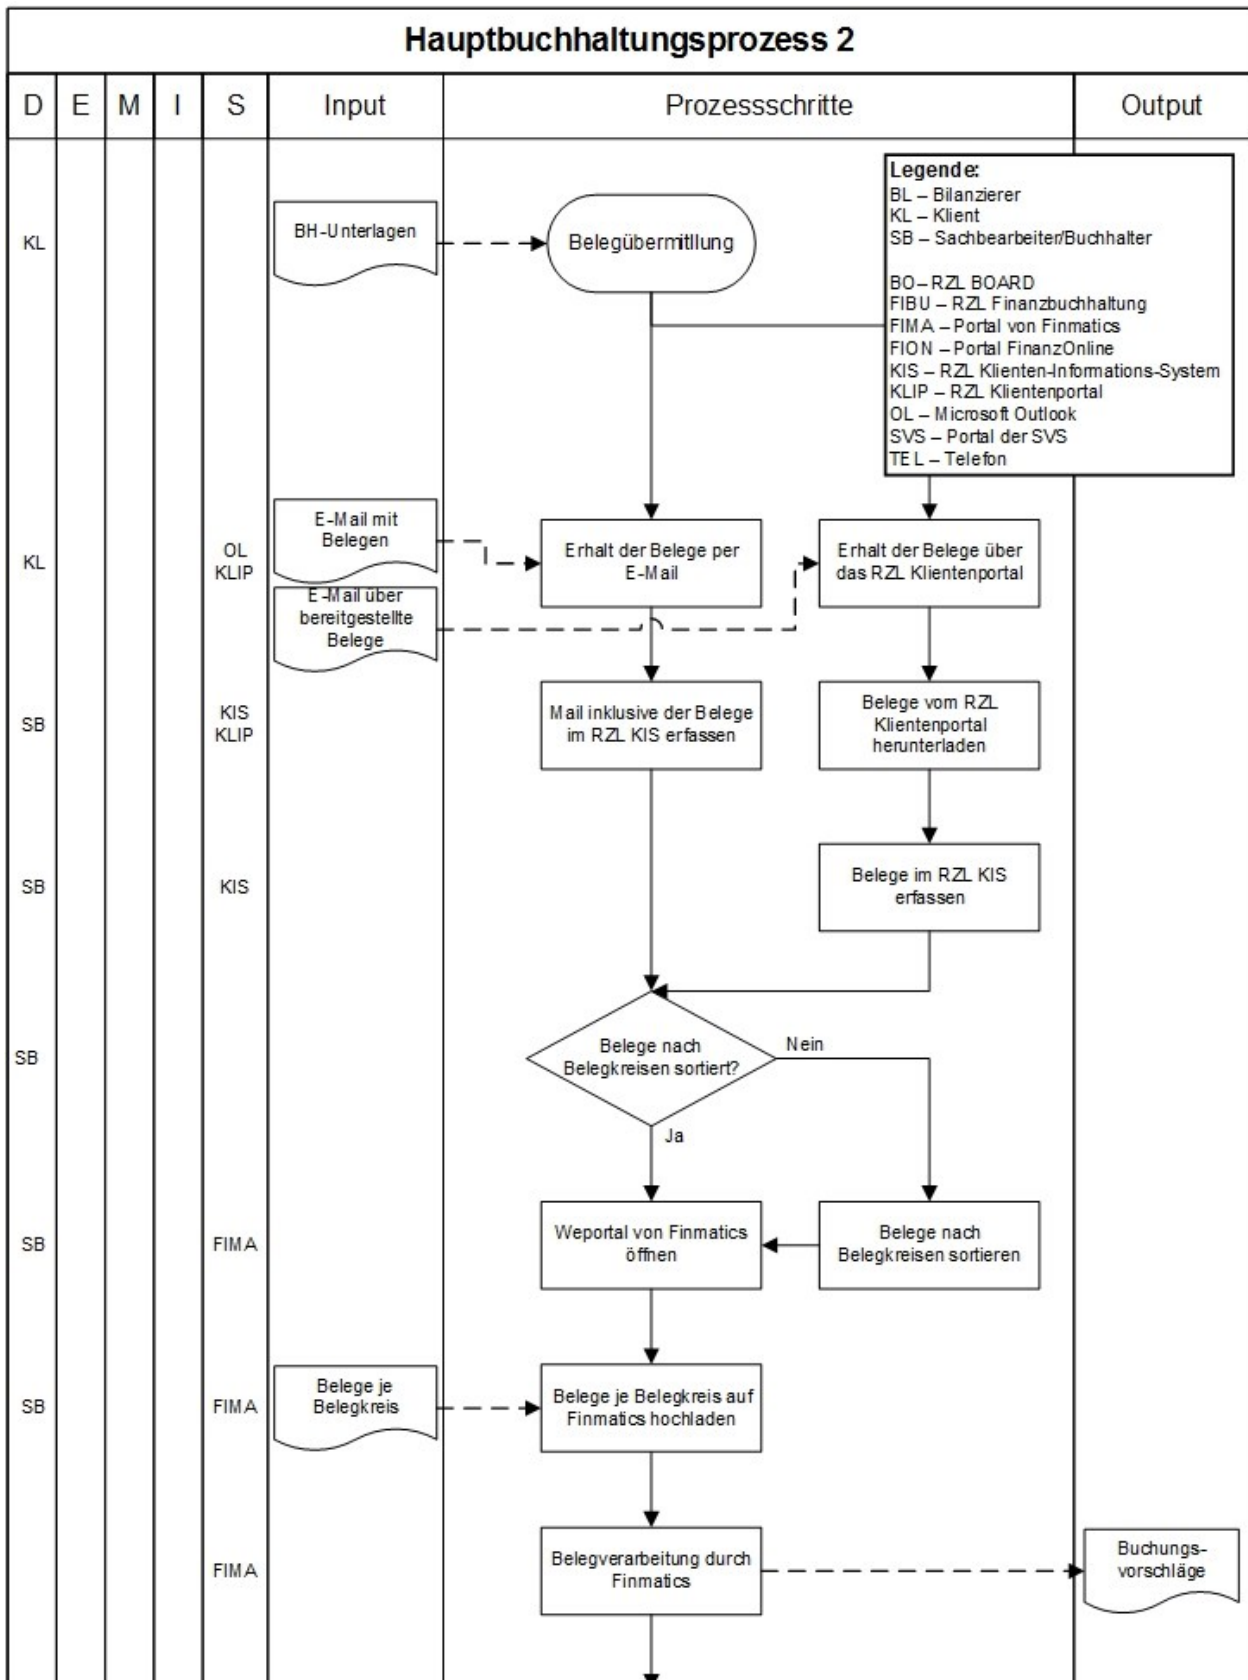 Hauptbuchhaltungsprozess 2
D E M I S Input Prozessschritte Output
Legende:
BL – Bilanzierer
KL – Klient
SB – Sachbearbeiter/Buchhalter
BO– RZL BOARD
FIBU – RZL Finanzbuchhaltung
FIMA – Portal von Finmatics
FION – Portal FinanzOnline
KIS – RZL Klienten-Informations-System
KLIP – RZL Klientenportal
OL – Microsoft Outlook
SVS – Portal der SVS
TEL – Telefon
KL
BH-Unterlagen
Belegübermitllung
KL
OL
KLIP
E-Mail mit
Belegen
E-Mail über
bereitgestellte
Belege
Erhalt der Belege per
E-Mail
Erhalt der Belege über
das RZL Klientenportal
SB
KIS
KLIP
Mail inklusive der Belege
im RZL KIS erfassen
Belege vom RZL
Klientenportal
herunterladen
SB
KIS
Belege im RZL KIS
erfassen
SB
Belege nach
Belegkreisen sortiert?
Nein
Ja
SB
FIMA
Weportal von Finmatics
öffnen
Belege nach
Belegkreisen sortieren
SB
FIMA
Belege je
Belegkreis
Belege je Belegkreis auf
Finmatics hochladen
FIMA
Belegverarbeitung durch
Finmatics
Buchungs-
vorschläge